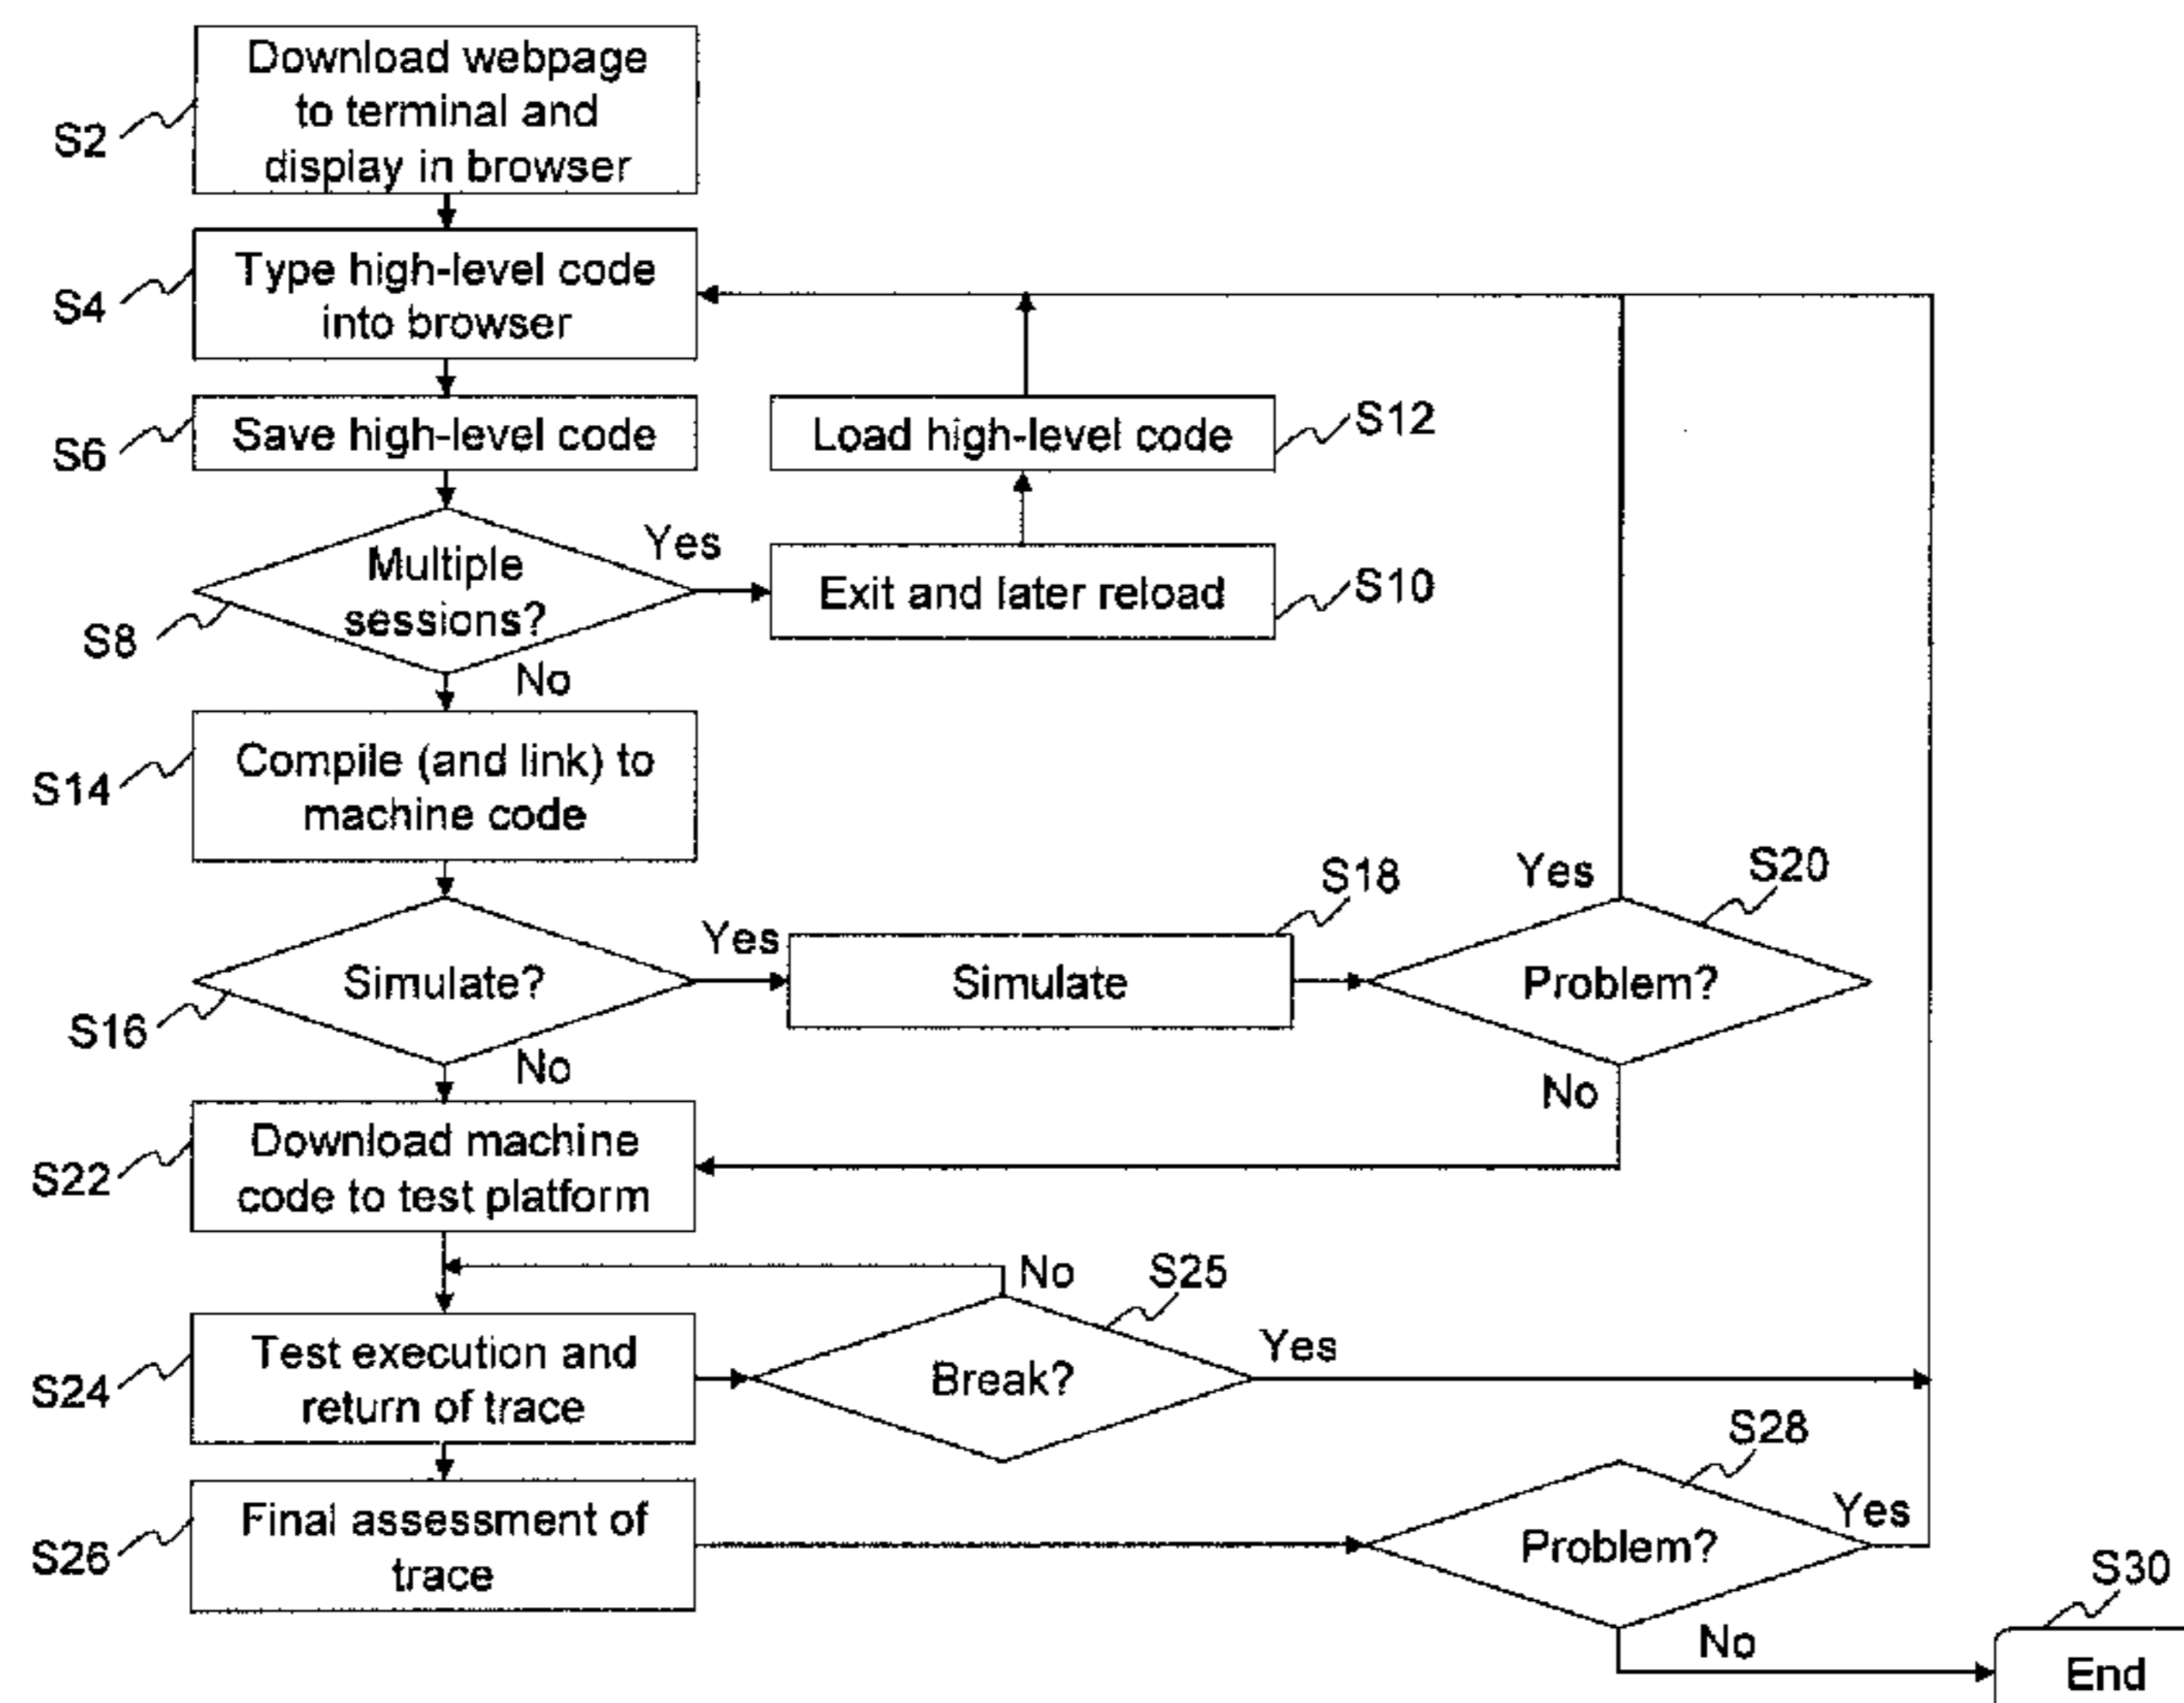 Download webpage
to terminal and
display in browser
S2
Type high-level code
into browser
S4
Save high-level code
S6
Load high-level code
S12
Multiple
sessions?
S8
Yes
No
Exit and later reload
S10
Compile (and link) to
machine code
S14
Simulate?
S16
Yes
No
Simulate
S18
Problem?
S20
Yes
No
Download machine
code to test platform
S22
Test execution and
return of trace
S24
Break?
S25
No
Yes
Final assessment of
trace
S26
Problem?
S28
Yes
No
End
S30